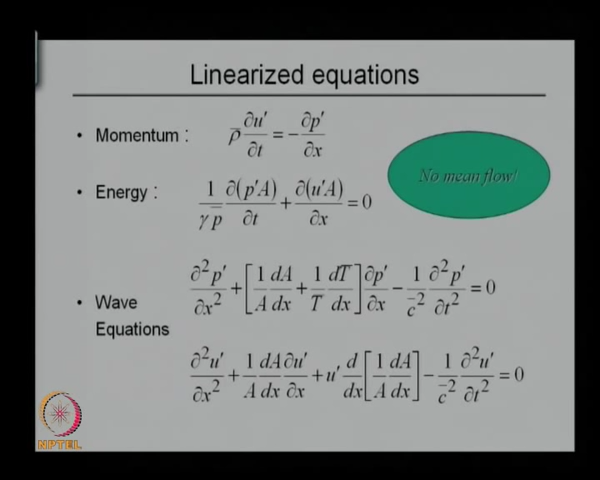 Linearized equations
• Momentum : ρ̅ ∂u'/∂t = −∂p'/∂x
No mean flow!
• Energy : 1/(γ p̅) ∂(p'A)/∂t + ∂(u'A)/∂x = 0
∂²p'/∂x² + [1/A dA/dx + 1/T dT/dx] ∂p'/∂x − 1/c̅² ∂²p'/∂t² = 0
• Wave
Equations
∂²u'/∂x² + 1/A dA/dx ∂u'/∂x + u' d/dx [1/A dA/dx] − 1/c̅² ∂²u'/∂t² = 0
NPTEL